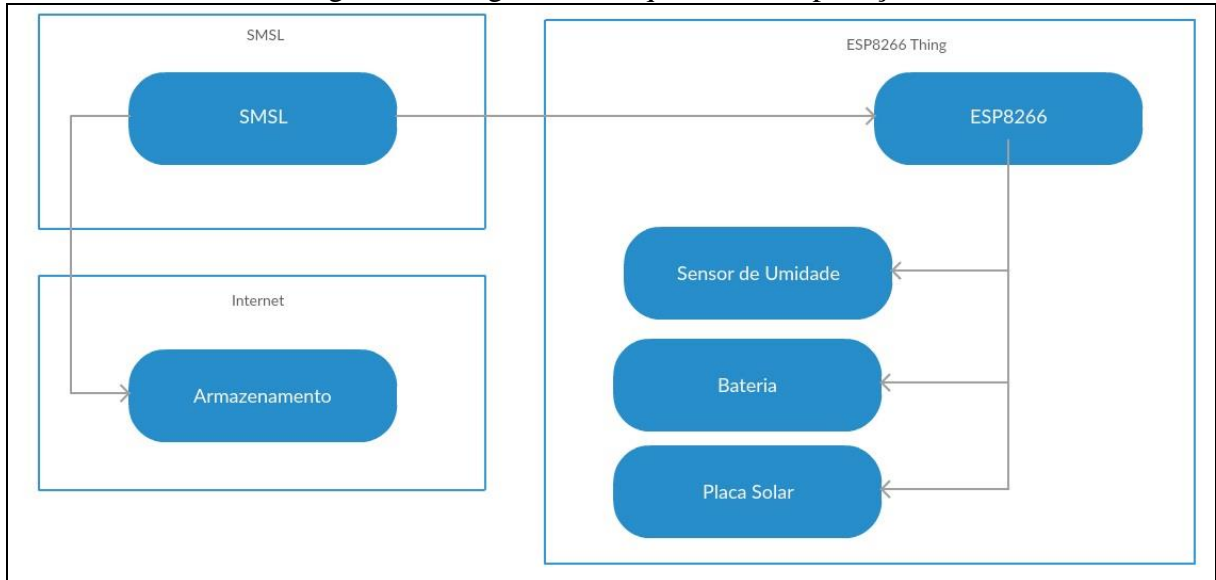 SMSL
SMSL
Internet
Armazenamento
ESP8266 Thing
ESP8266
Sensor de Umidade
Bateria
Placa Solar